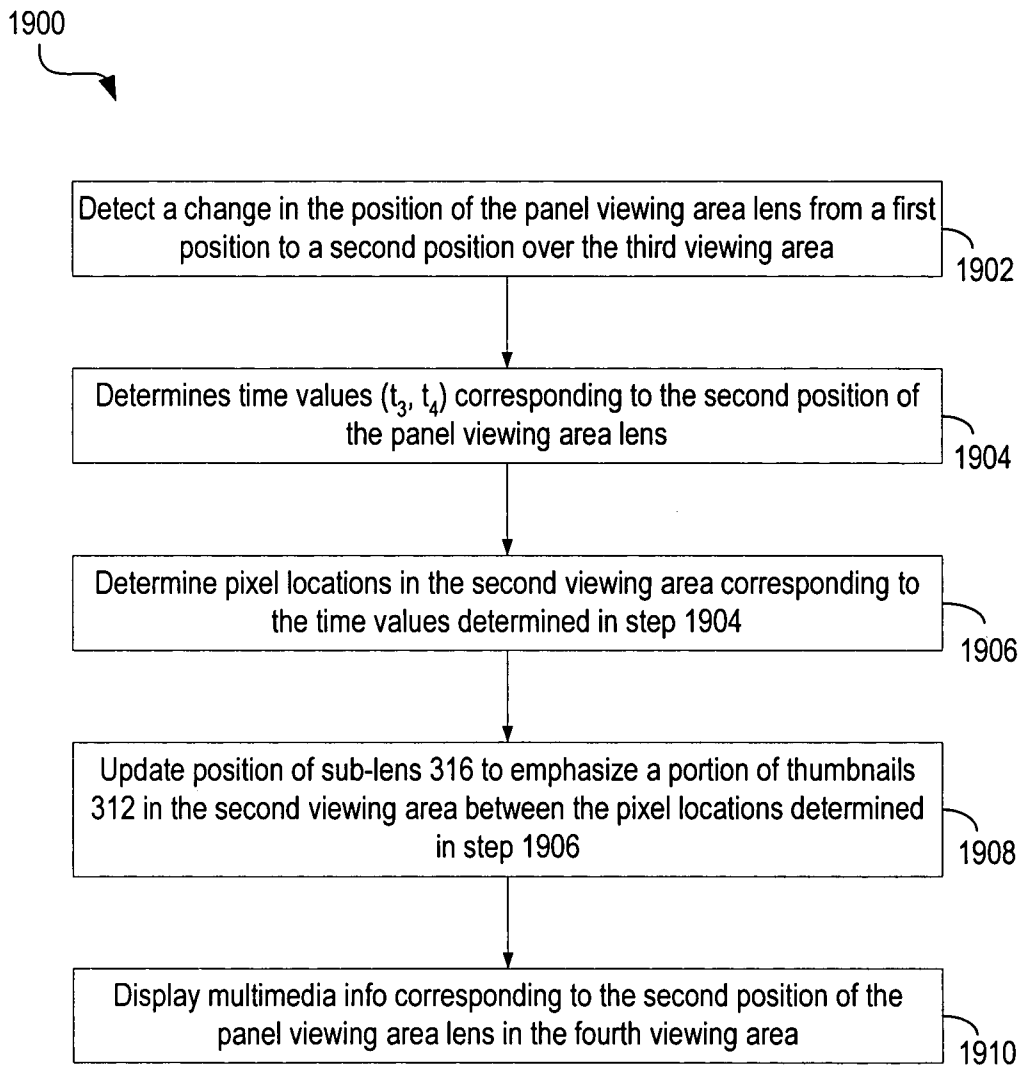 1900
Detect a change in the position of the panel viewing area lens from a first
position to a second position over the third viewing area
1902
Determines time values (t3, t4) corresponding to the second position of
the panel viewing area lens
1904
Determine pixel locations in the second viewing area corresponding to
the time values determined in step 1904
1906
Update position of sub-lens 316 to emphasize a portion of thumbnails
312 in the second viewing area between the pixel locations determined
in step 1906
1908
Display multimedia info corresponding to the second position of the
panel viewing area lens in the fourth viewing area
1910